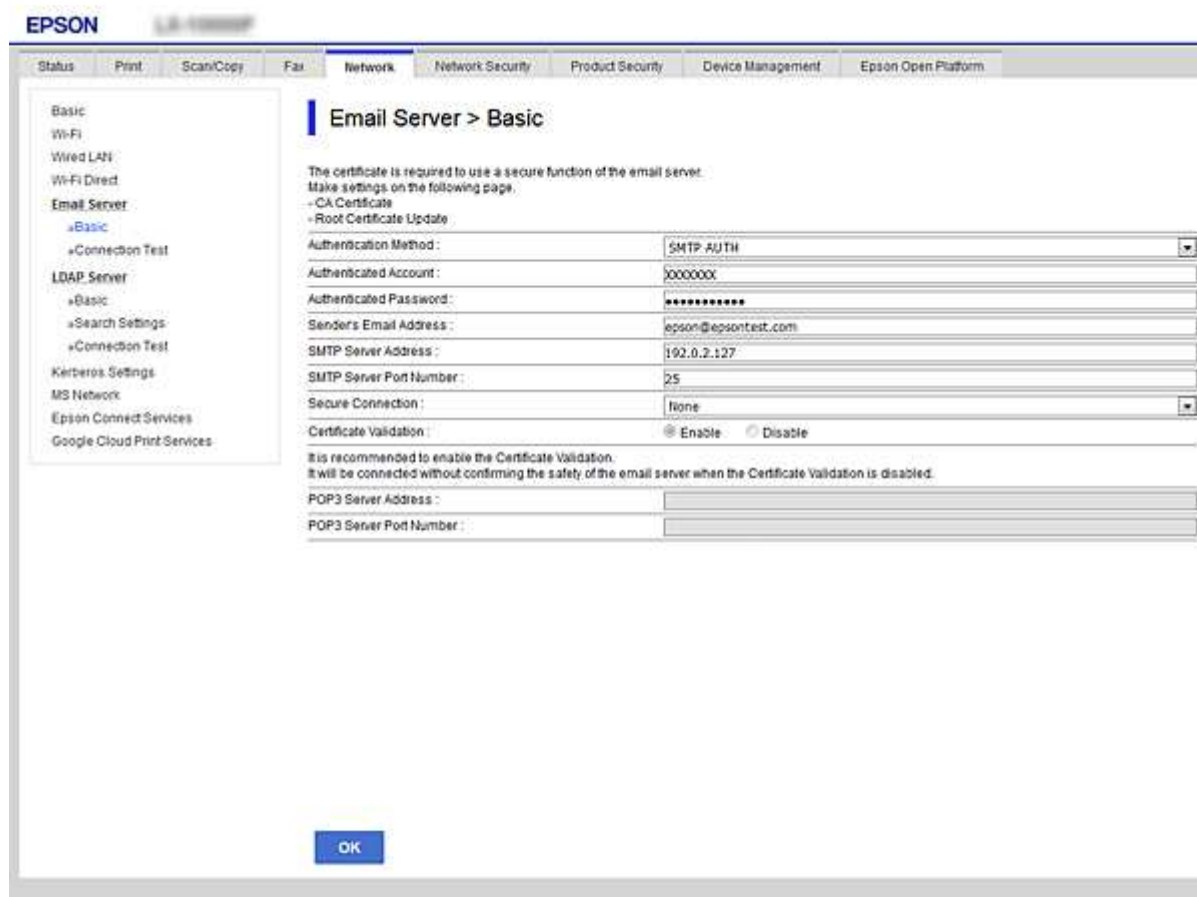 EPSON
Status Print Scan/Copy Fax Network Network Security Product Security Device Management Epson Open Platform
Basic
Wi-Fi
Wired LAN
Wi-Fi Direct
Email Server
»Basic
»Connection Test
LDAP Server
»Basic
»Search Settings
»Connection Test
Kerberos Settings
MS Network
Epson Connect Services
Google Cloud Print Services
Email Server > Basic
The certificate is required to use a secure function of the email server.
Make settings on the following page.
- CA Certificate
- Root Certificate Update
Authentication Method : SMTP AUTH
Authenticated Account : XXXXXXX
Authenticated Password : •••••••••••
Sender's Email Address : epson@epsontest.com
SMTP Server Address : 192.0.2.127
SMTP Server Port Number : 25
Secure Connection : None
Certificate Validation : Enable Disable
It is recommended to enable the Certificate Validation.
It will be connected without confirming the safety of the email server when the Certificate Validation is disabled.
POP3 Server Address :
POP3 Server Port Number :
OK